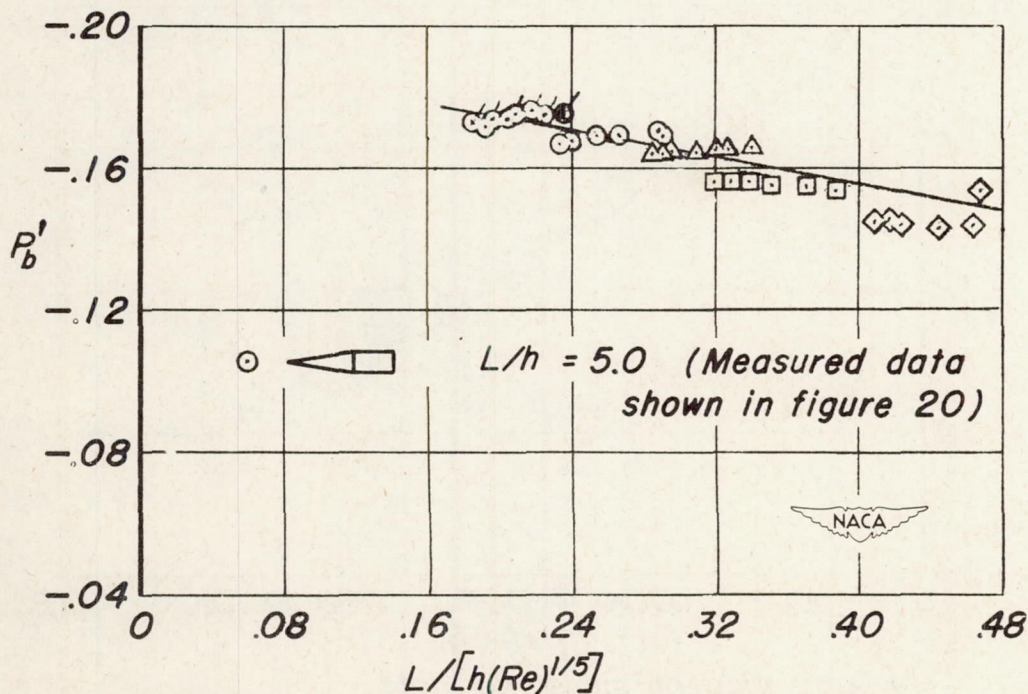 -.20
-.16
P_b'
-.12
L/h = 5.0 (Measured data
shown in figure 20)
-.08
NACA
-.04
0 .08 .16 .24 .32 .40 .48
L/[h(Re)^{1/5}]